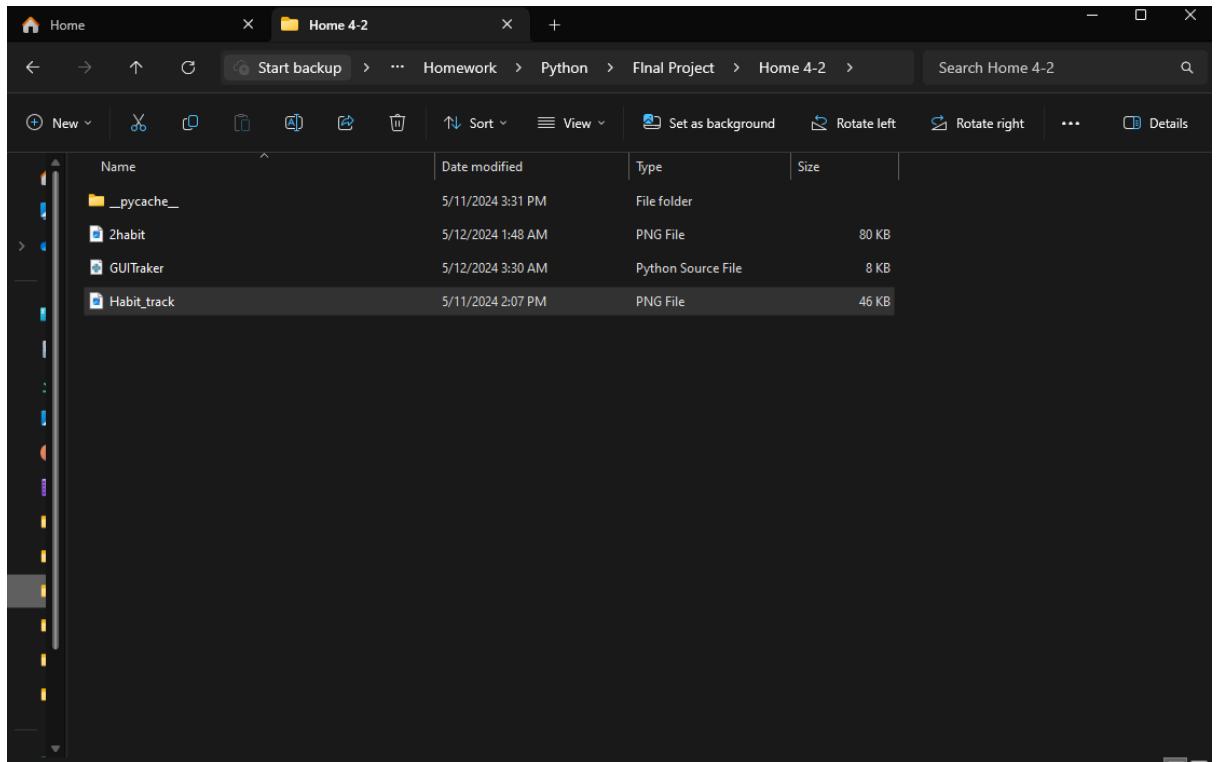 Home
Home 4-2
Start backup > ... Homework > Python > FInal Project > Home 4-2 >
Search Home 4-2
New Sort View Set as background Rotate left Rotate right ... Details
Name Date modified Type Size
__pycache__ 5/11/2024 3:31 PM File folder
2habit 5/12/2024 1:48 AM PNG File 80 KB
GUITraker 5/12/2024 3:30 AM Python Source File 8 KB
Habit_track 5/11/2024 2:07 PM PNG File 46 KB